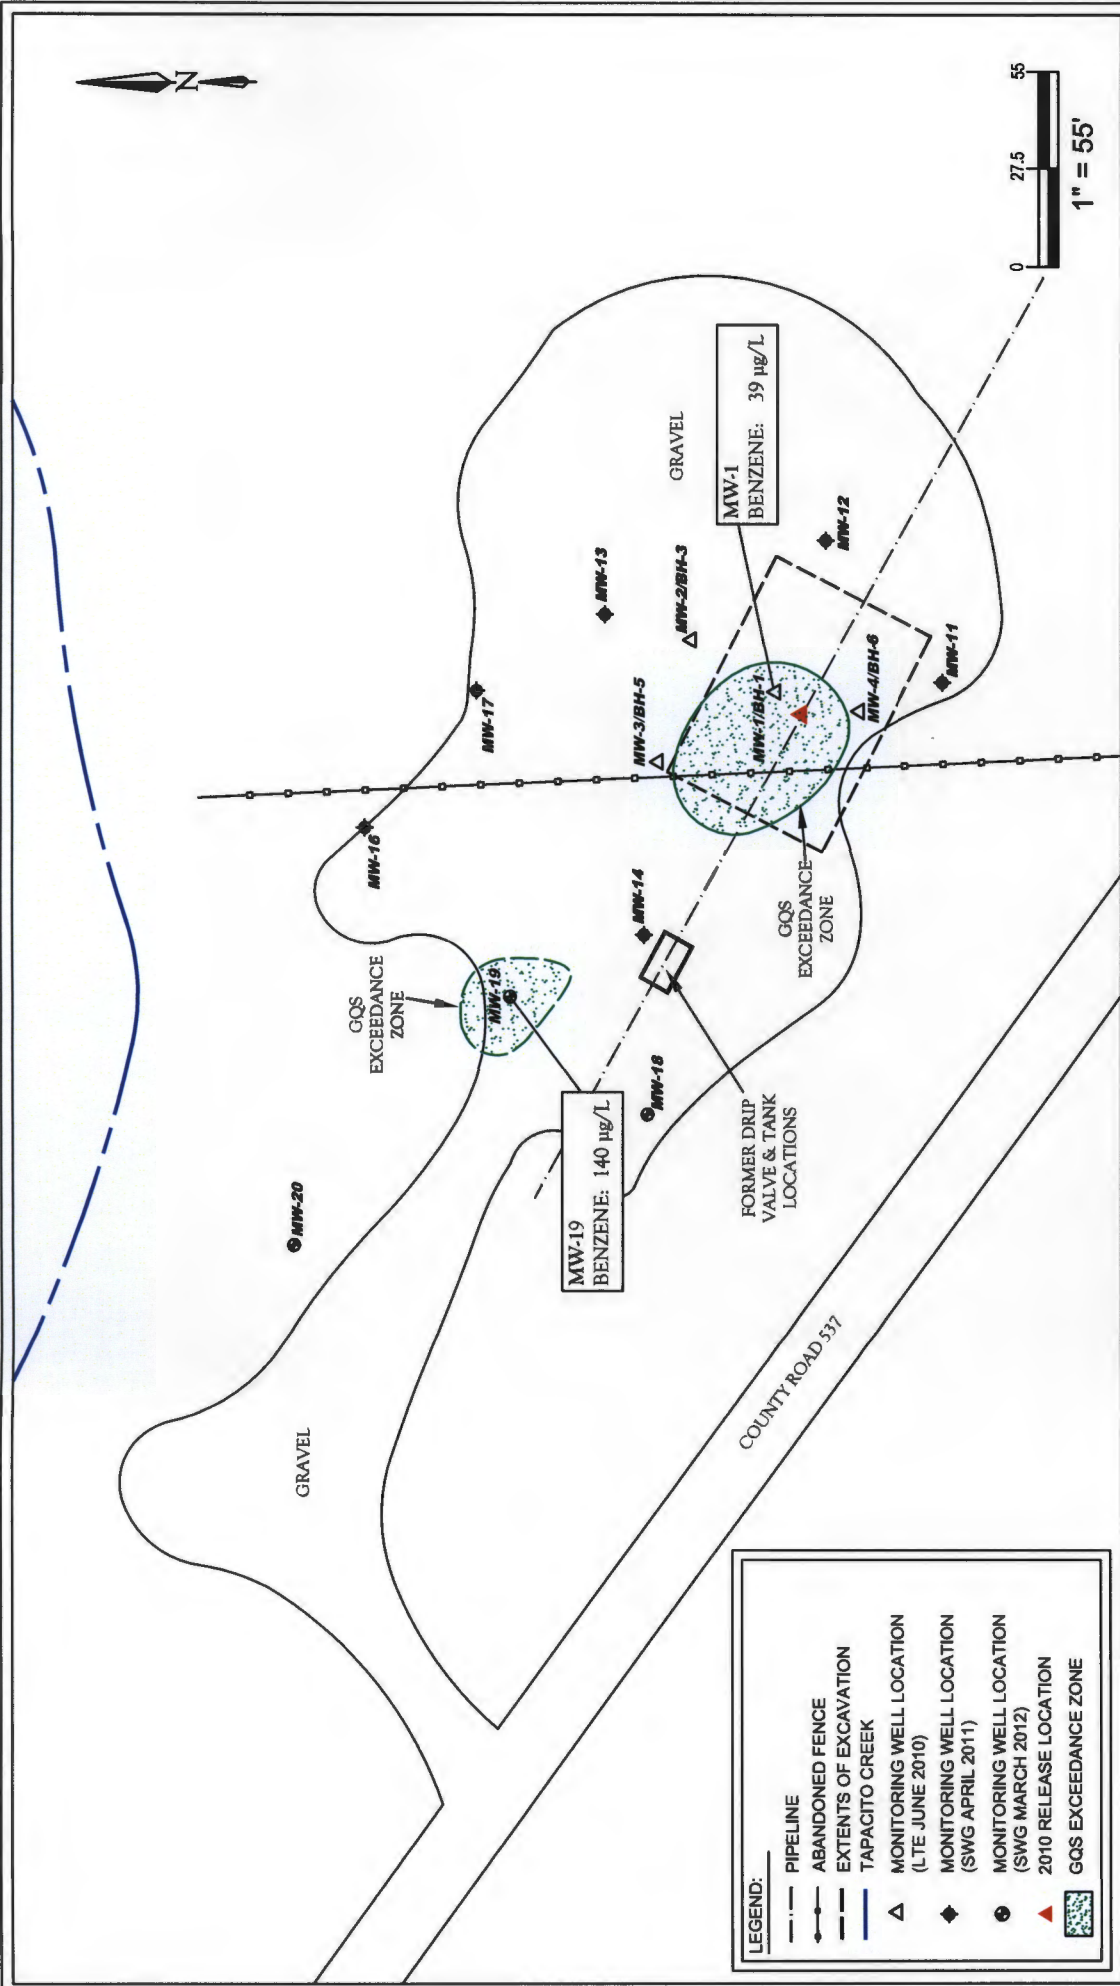 N
MW-20
GRAVEL
GQS
EXCEEDANCE
ZONE
MW-16
MW-17
MW-13
MW-19
MW-14
MW-3/BH-5
MW-2/BH-3
GRAVEL
MW-18
MW-19
BENZENE: 140 µg/L
MW-1
BENZENE: 39 µg/L
MW-1/BH-1
MW-12
MW-4/BH-6
MW-11
GQS
EXCEEDANCE
ZONE
FORMER DRIP
VALVE & TANK
LOCATIONS
COUNTY ROAD 537
LEGEND:
PIPELINE
ABANDONED FENCE
EXTENTS OF EXCAVATION
TAPACITO CREEK
MONITORING WELL LOCATION
(LTE JUNE 2010)
MONITORING WELL LOCATION
(SWG APRIL 2011)
MONITORING WELL LOCATION
(SWG MARCH 2012)
2010 RELEASE LOCATION
GQS EXCEEDANCE ZONE
0 27.5 55
1" = 55'